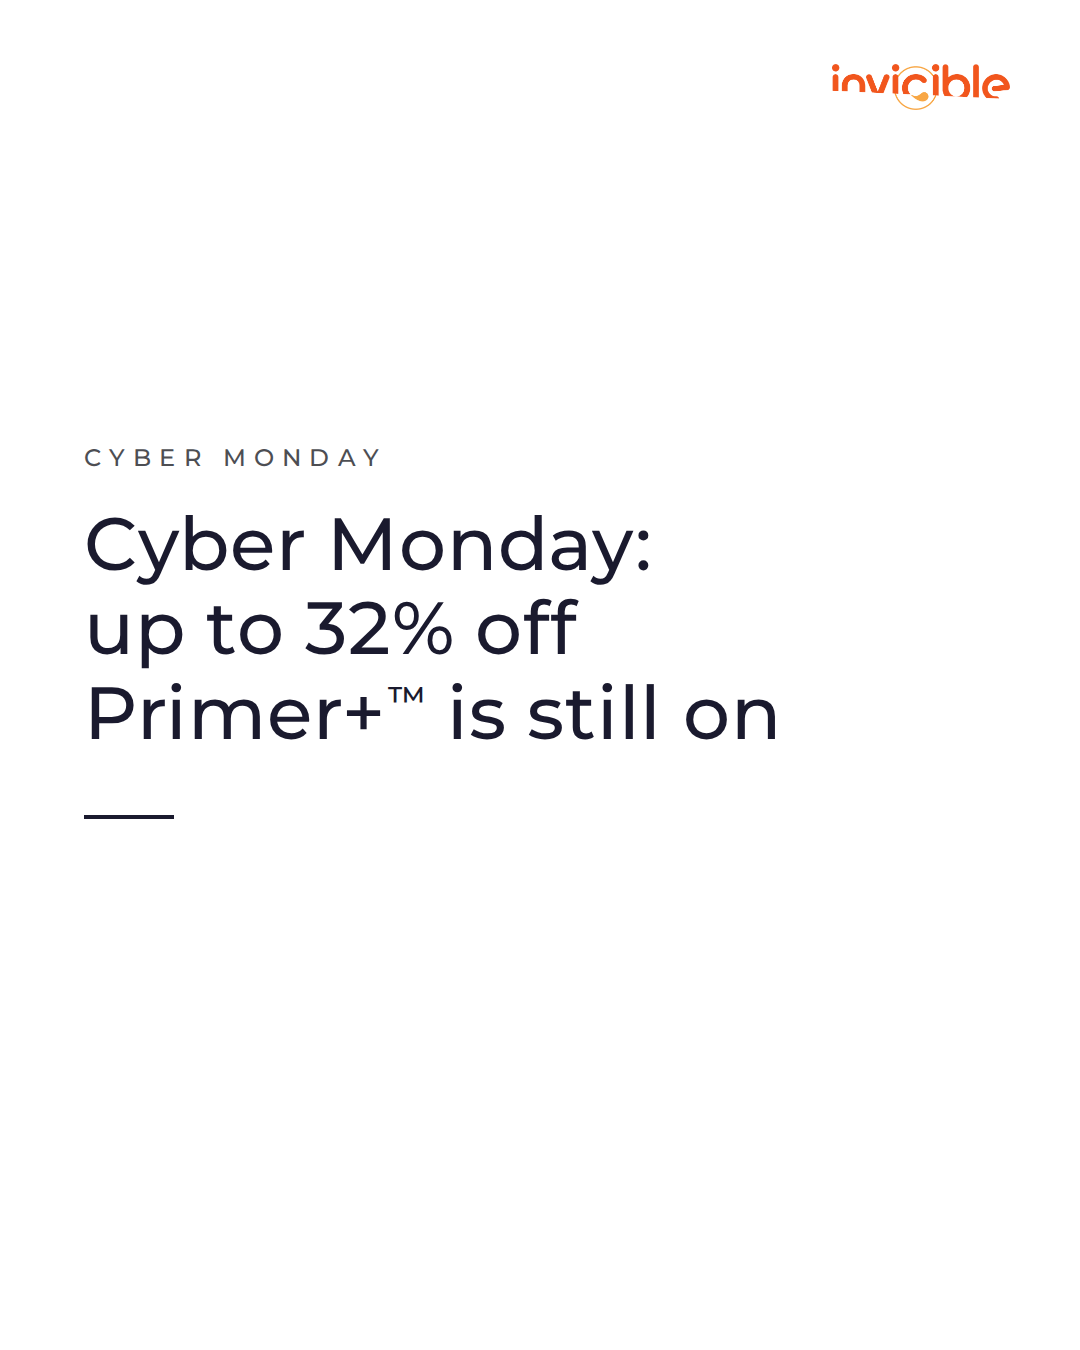 invicible
CYBER MONDAY
Cyber Monday:
up to 32% off
Primer+™ is still on